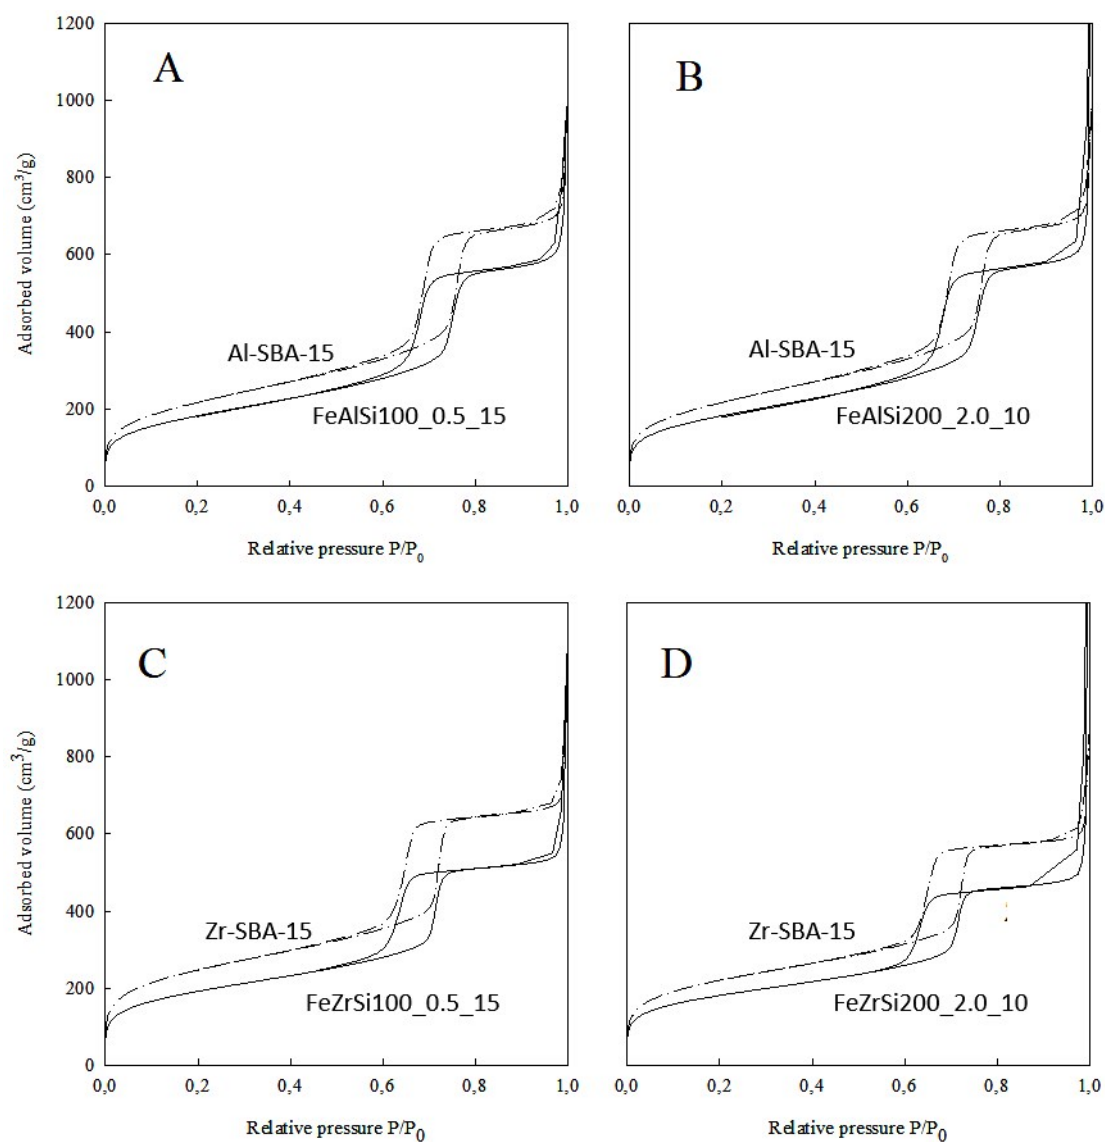 A
B
1200
1000
800
600
400
200
0
Adsorbed volume (cm³/g)
Al-SBA-15
FeAlSi100_0.5_15
Al-SBA-15
FeAlSi200_2.0_10
0,0 0,2 0,4 0,6 0,8 1,0
0,0 0,2 0,4 0,6 0,8 1,0
Relative pressure P/P₀
Relative pressure P/P₀
C
D
1200
1000
800
600
400
200
0
Adsorbed volume (cm³/g)
Zr-SBA-15
FeZrSi100_0.5_15
Zr-SBA-15
FeZrSi200_2.0_10
0,0 0,2 0,4 0,6 0,8 1,0
0,0 0,2 0,4 0,6 0,8 1,0
Relative pressure P/P₀
Relative pressure P/P₀